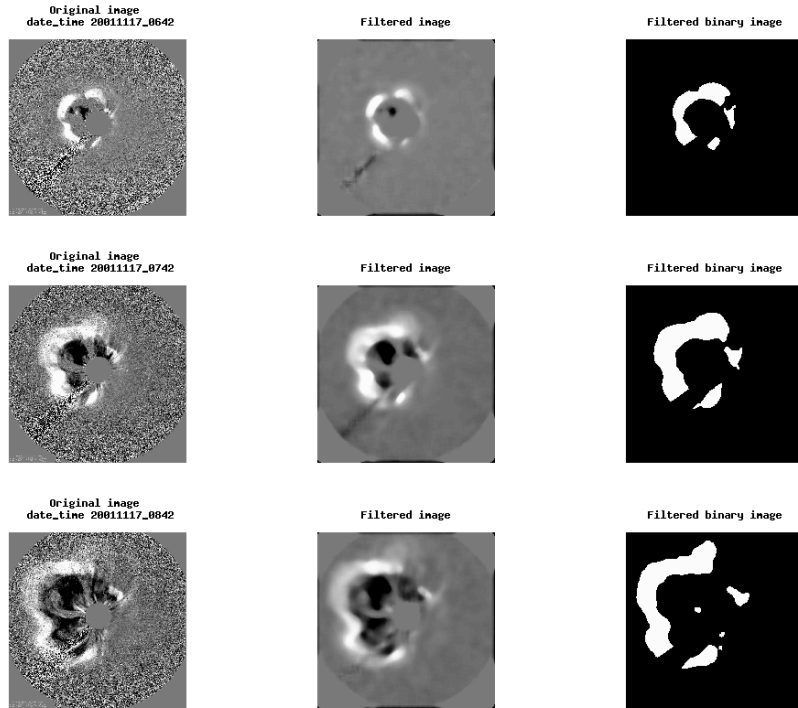 Original image
date_time 20011117_0642
Filtered image
Filtered binary image
Original image
date_time 20011117_0742
Filtered image
Filtered binary image
Original image
date_time 20011117_0842
Filtered image
Filtered binary image